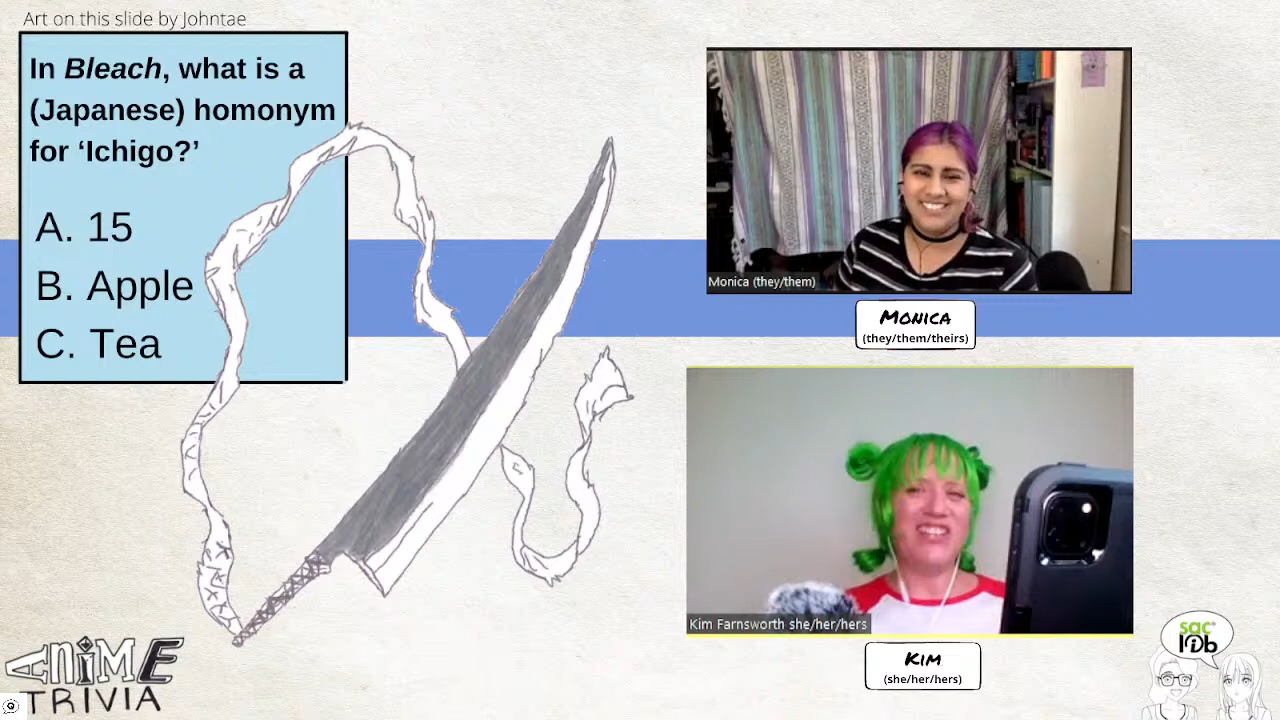 Art on this slide by Johntae
In Bleach, what is a
(Japanese) homonym
for ‘Ichigo?’
A. 15
B. Apple
C. Tea
Monica (they/them)
MONICA
(they/them/theirs)
Kim Farnsworth she/her/hers
KIM
(she/her/hers)
ANiME
TRIVIA
sac
lDb